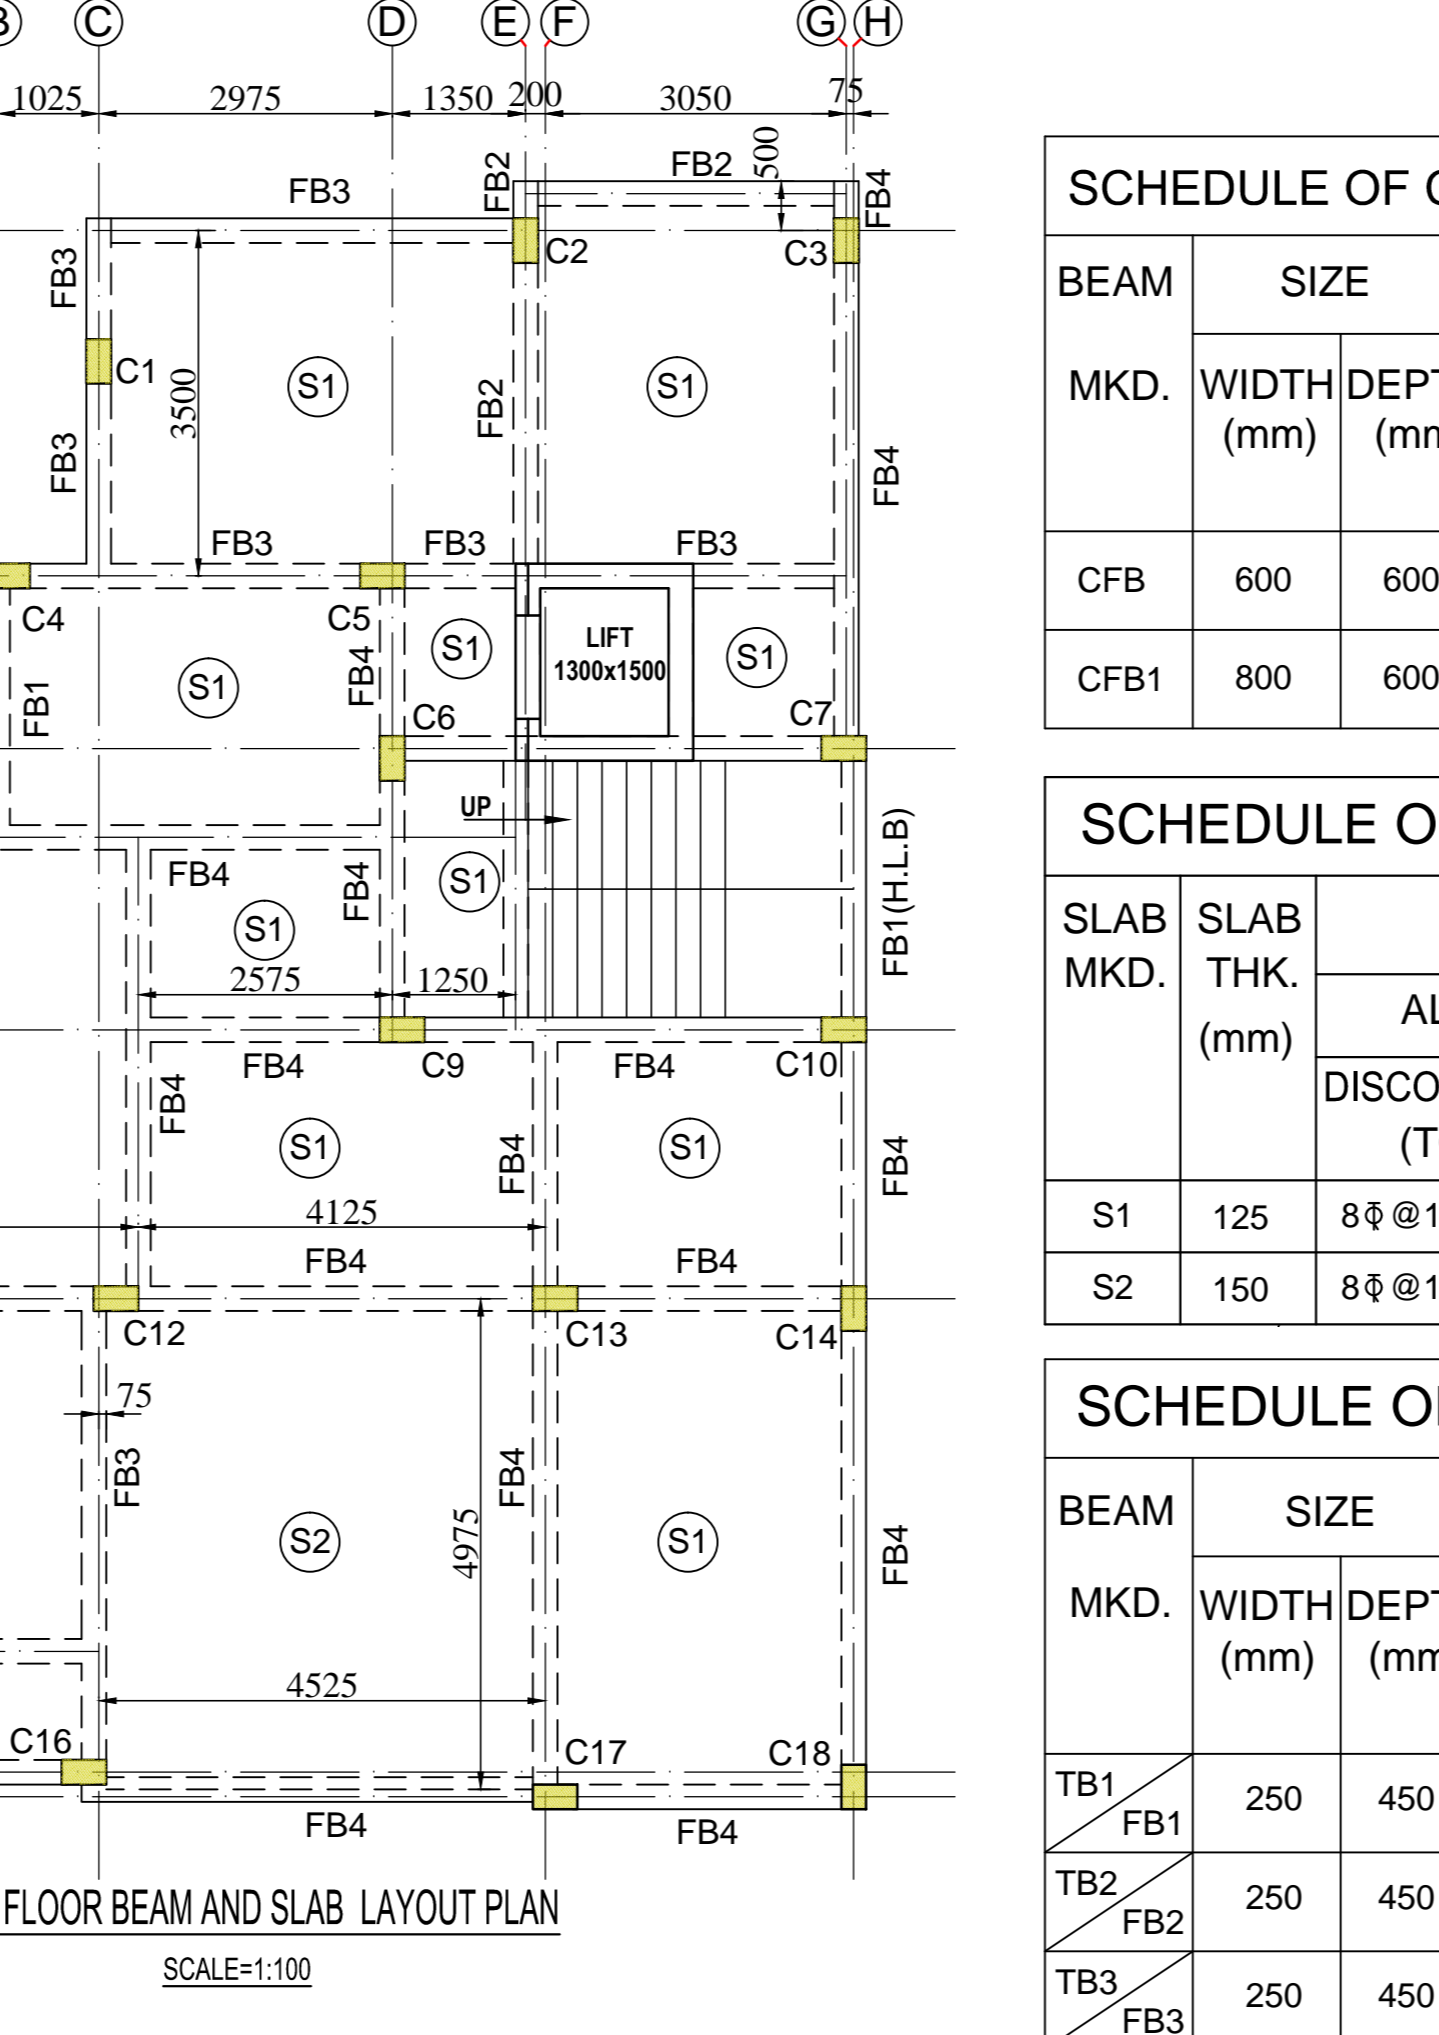 C
D
E
F
G
H
1025
2975
1350
200
3050
75
FB3
FB2
FB2
500
FB4
FB3
C2
C3
C1
3500
S1
FB2
S1
FB3
FB4
FB3
FB3
FB3
C4
C5
S1
LIFT
1300x1500
S1
FB1
S1
FB4
C6
C7
UP
FB4
FB4
S1
S1
FB1(H.L.B)
2575
1250
FB4
C9
FB4
C10
FB4
S1
FB4
S1
FB4
4125
FB4
FB4
C12
C13
C14
75
FB3
FB4
4975
S2
S1
FB4
4525
C16
C17
C18
FB4
FB4
FLOOR BEAM AND SLAB LAYOUT PLAN
SCALE=1:100
SCHEDULE OF
BEAM
MKD.
SIZE
WIDTH
(mm)
DEPT
(mm
CFB 600 600
CFB1 800 600
SCHEDULE O
SLAB
MKD.
SLAB
THK.
(mm)
AL
DISCO
(T
S1 125 8Φ@1
S2 150 8Φ@1
SCHEDULE O
BEAM
MKD.
SIZE
WIDTH
(mm)
DEPT
(mm
TB1
FB1
250 450
TB2
FB2
250 450
TB3
FB3
250 450